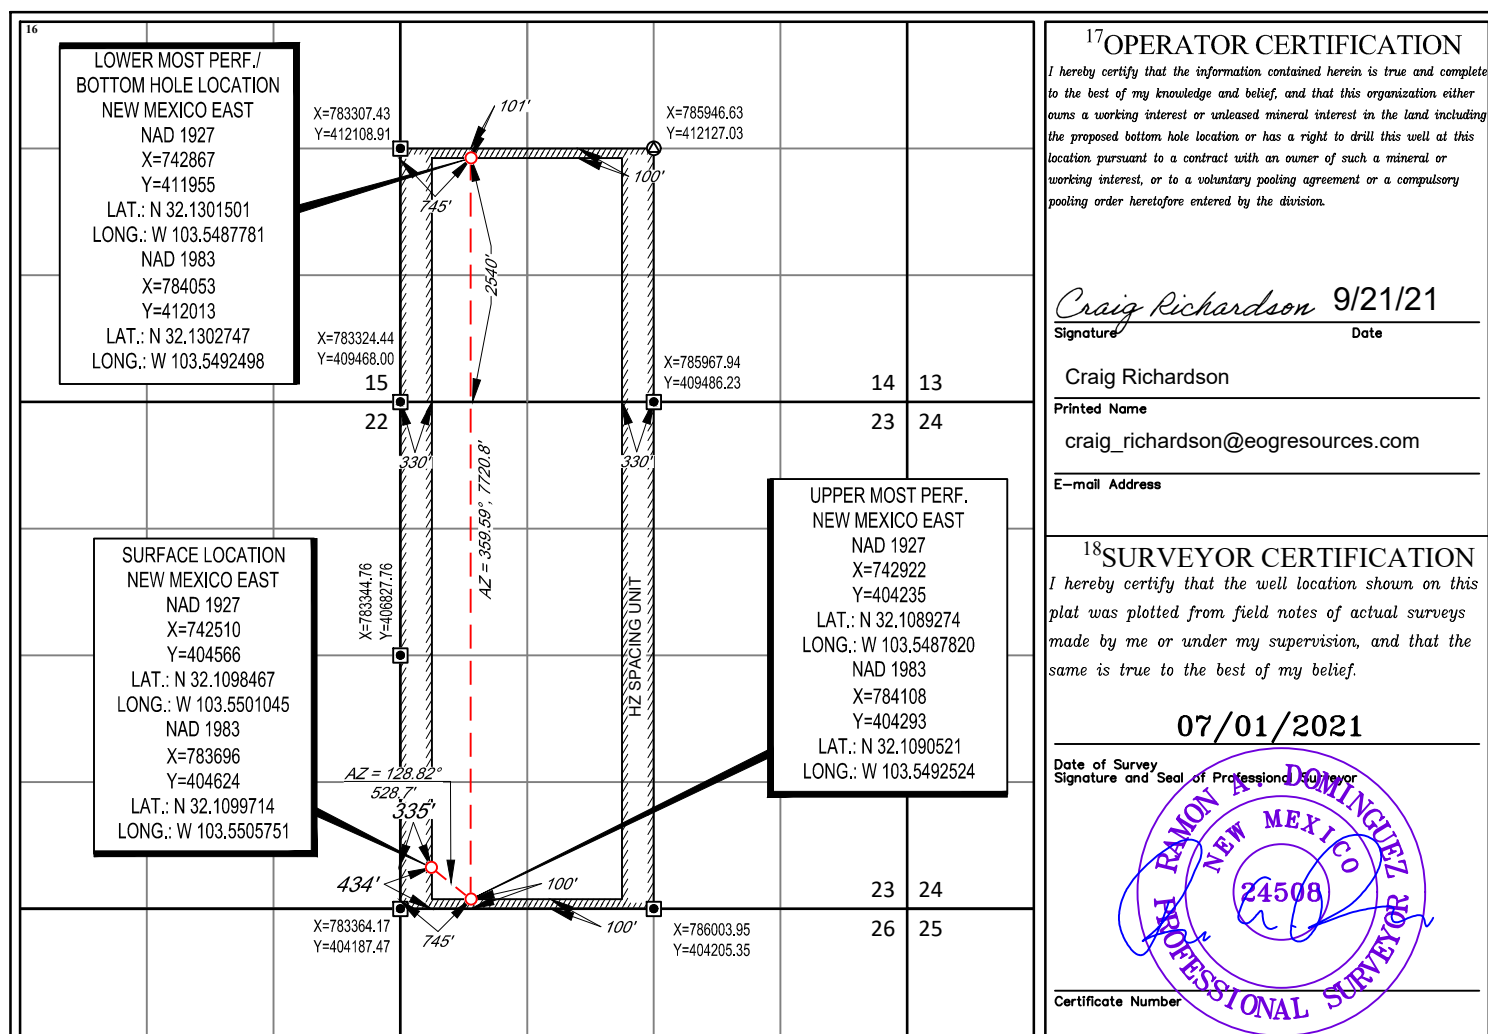 16
LOWER MOST PERF./
BOTTOM HOLE LOCATION
NEW MEXICO EAST
NAD 1927
X=742867
Y=411955
LAT.: N 32.1301501
LONG.: W 103.5487781
NAD 1983
X=784053
Y=412013
LAT.: N 32.1302747
LONG.: W 103.5492498
X=783307.43
Y=412108.91
101'
X=785946.63
Y=412127.03
100'
745'
2540'
X=783324.44
Y=409468.00
X=785967.94
Y=409486.23
15
14 13
22
23 24
330'
330'
AZ = 359.59°, 7720.8'
X=783344.76
Y=406827.76
HZ SPACING UNIT
SURFACE LOCATION
NEW MEXICO EAST
NAD 1927
X=742510
Y=404566
LAT.: N 32.1098467
LONG.: W 103.5501045
NAD 1983
X=783696
Y=404624
LAT.: N 32.1099714
LONG.: W 103.5505751
UPPER MOST PERF.
NEW MEXICO EAST
NAD 1927
X=742922
Y=404235
LAT.: N 32.1089274
LONG.: W 103.5487820
NAD 1983
X=784108
Y=404293
LAT.: N 32.1090521
LONG.: W 103.5492524
AZ = 128.82°
528.7'
335'
434'
100'
745'
100'
23 24
26 25
X=783364.17
Y=404187.47
X=786003.95
Y=404205.35
17OPERATOR CERTIFICATION
I hereby certify that the information contained herein is true and complete
to the best of my knowledge and belief, and that this organization either
owns a working interest or unleased mineral interest in the land including
the proposed bottom hole location or has a right to drill this well at this
location pursuant to a contract with an owner of such a mineral or
working interest, or to a voluntary pooling agreement or a compulsory
pooling order heretofore entered by the division.
Craig Richardson 9/21/21
Signature Date
Craig Richardson
Printed Name
craig_richardson@eogresources.com
E-mail Address
18SURVEYOR CERTIFICATION
I hereby certify that the well location shown on this
plat was plotted from field notes of actual surveys
made by me or under my supervision, and that the
same is true to the best of my belief.
07/01/2021
Date of Survey
Signature and Seal of Professional Surveyor
RAMON A. DOMINGUEZ
NEW MEXICO
24508
PROFESSIONAL SURVEYOR
Certificate Number